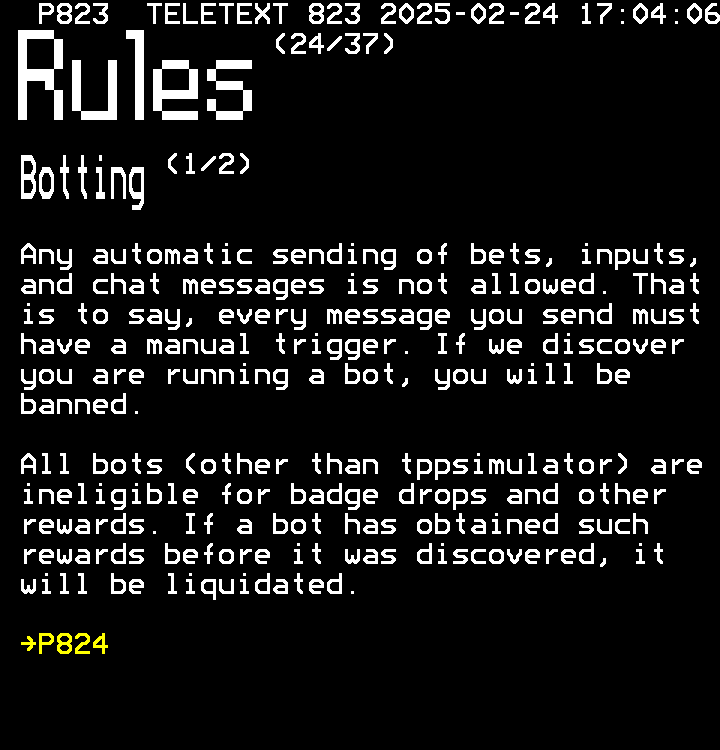 P823 TELETEXT 823 2025-02-24 17:04:06
Rules (24/37)
Botting (1/2)
Any automatic sending of bets, inputs,
and chat messages is not allowed. That
is to say, every message you send must
have a manual trigger. If we discover
you are running a bot, you will be
banned.
All bots (other than tppsimulator) are
ineligible for badge drops and other
rewards. If a bot has obtained such
rewards before it was discovered, it
will be liquidated.
→P824